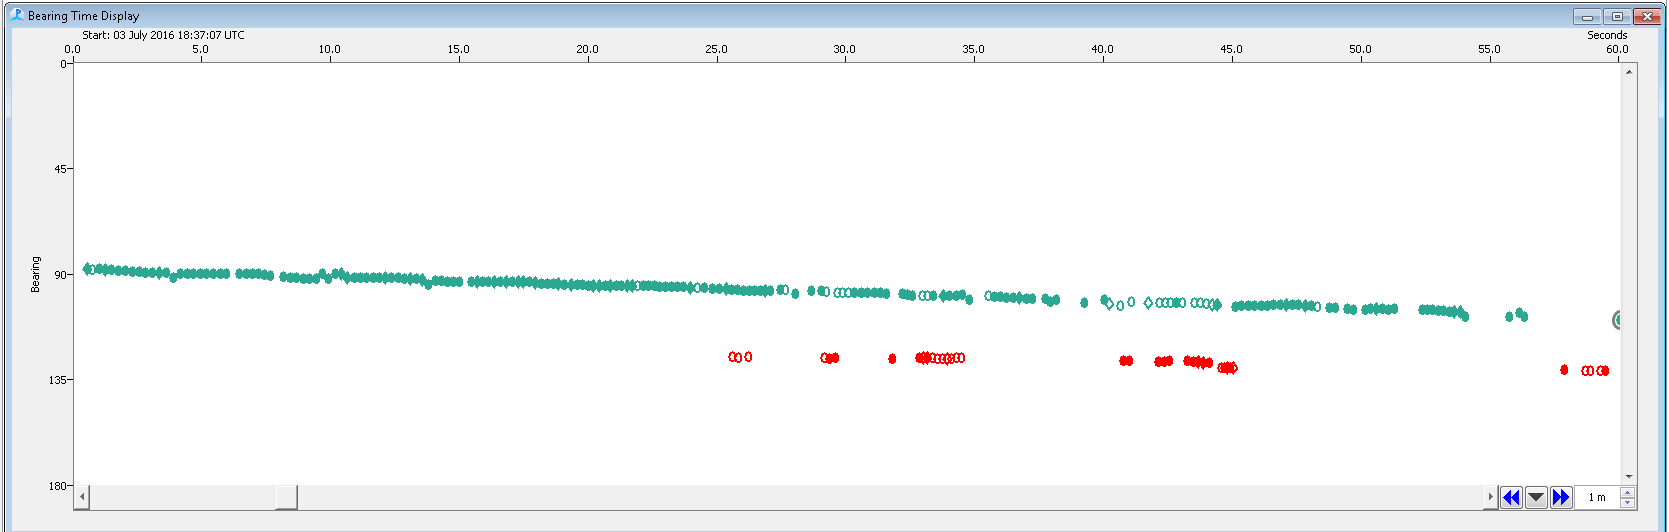 Bearing Time Display
Start: 03 July 2016 18:37:07 UTC
Seconds
0.0 5.0 10.0 15.0 20.0 25.0 30.0 35.0 40.0 45.0 50.0 55.0 60.0
0
45
90
Bearing
135
180
1 m